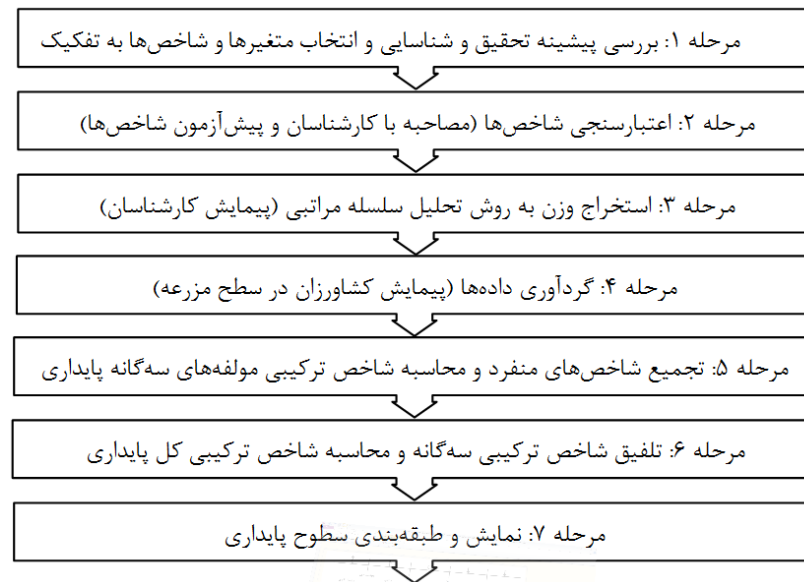 مرحله ۱: بررسی پیشینه تحقیق و شناسایی و انتخاب متغیرها و شاخص‌ها به تفکیک
مرحله ۲: اعتبارسنجی شاخص‌ها (مصاحبه با کارشناسان و پیش‌آزمون شاخص‌ها)
مرحله ۳: استخراج وزن به روش تحلیل سلسله مراتبی (پیمایش کارشناسان)
مرحله ۴: گردآوری داده‌ها (پیمایش کشاورزان در سطح مزرعه)
مرحله ۵: تجمیع شاخص‌های منفرد و محاسبه شاخص ترکیبی مولفه‌های سه‌گانه پایداری
مرحله ۶: تلفیق شاخص ترکیبی سه‌گانه و محاسبه شاخص ترکیبی کل پایداری
مرحله ۷: نمایش و طبقه‌بندی سطوح پایداری